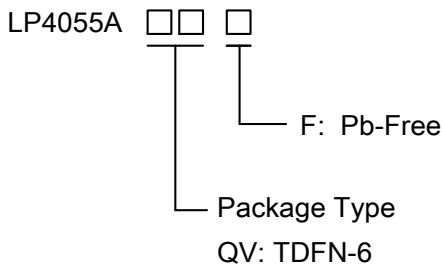 LP4055A □□ □
F: Pb-Free
Package Type
QV: TDFN-6